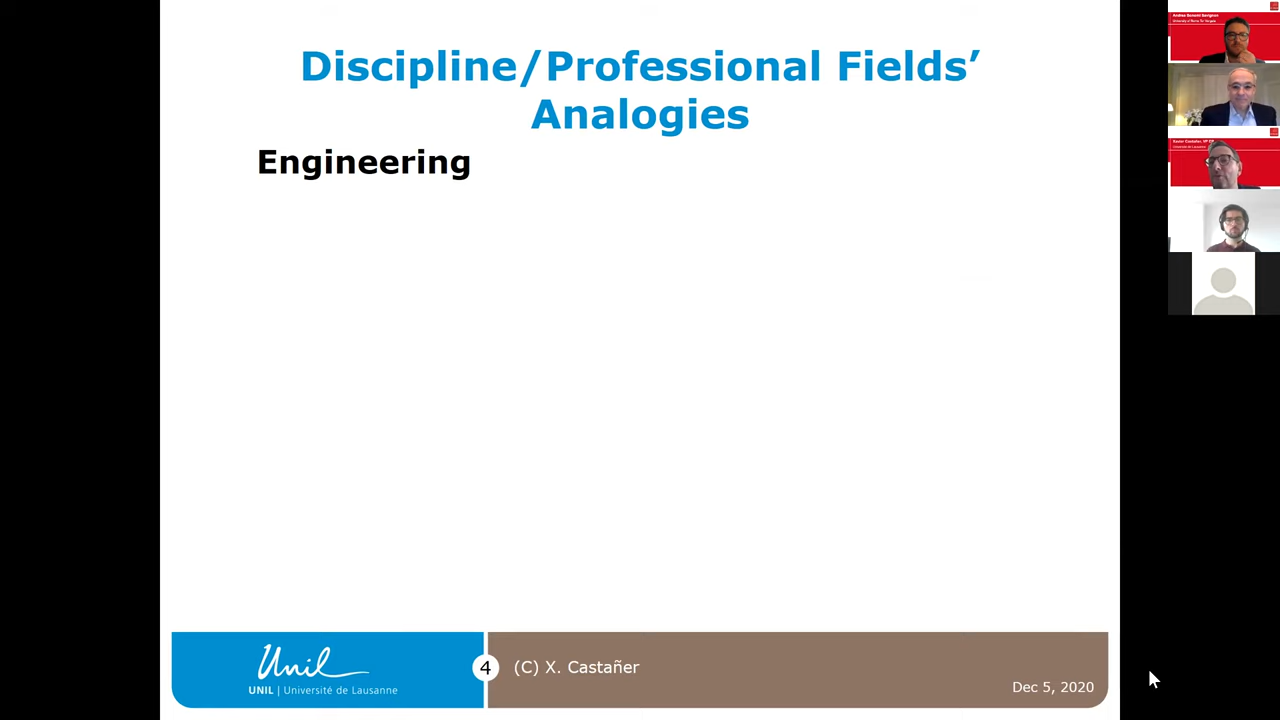 Discipline/Professional Fields’
Analogies
Engineering
Unil
UNIL | Université de Lausanne
4
(C) X. Castañer
Dec 5, 2020